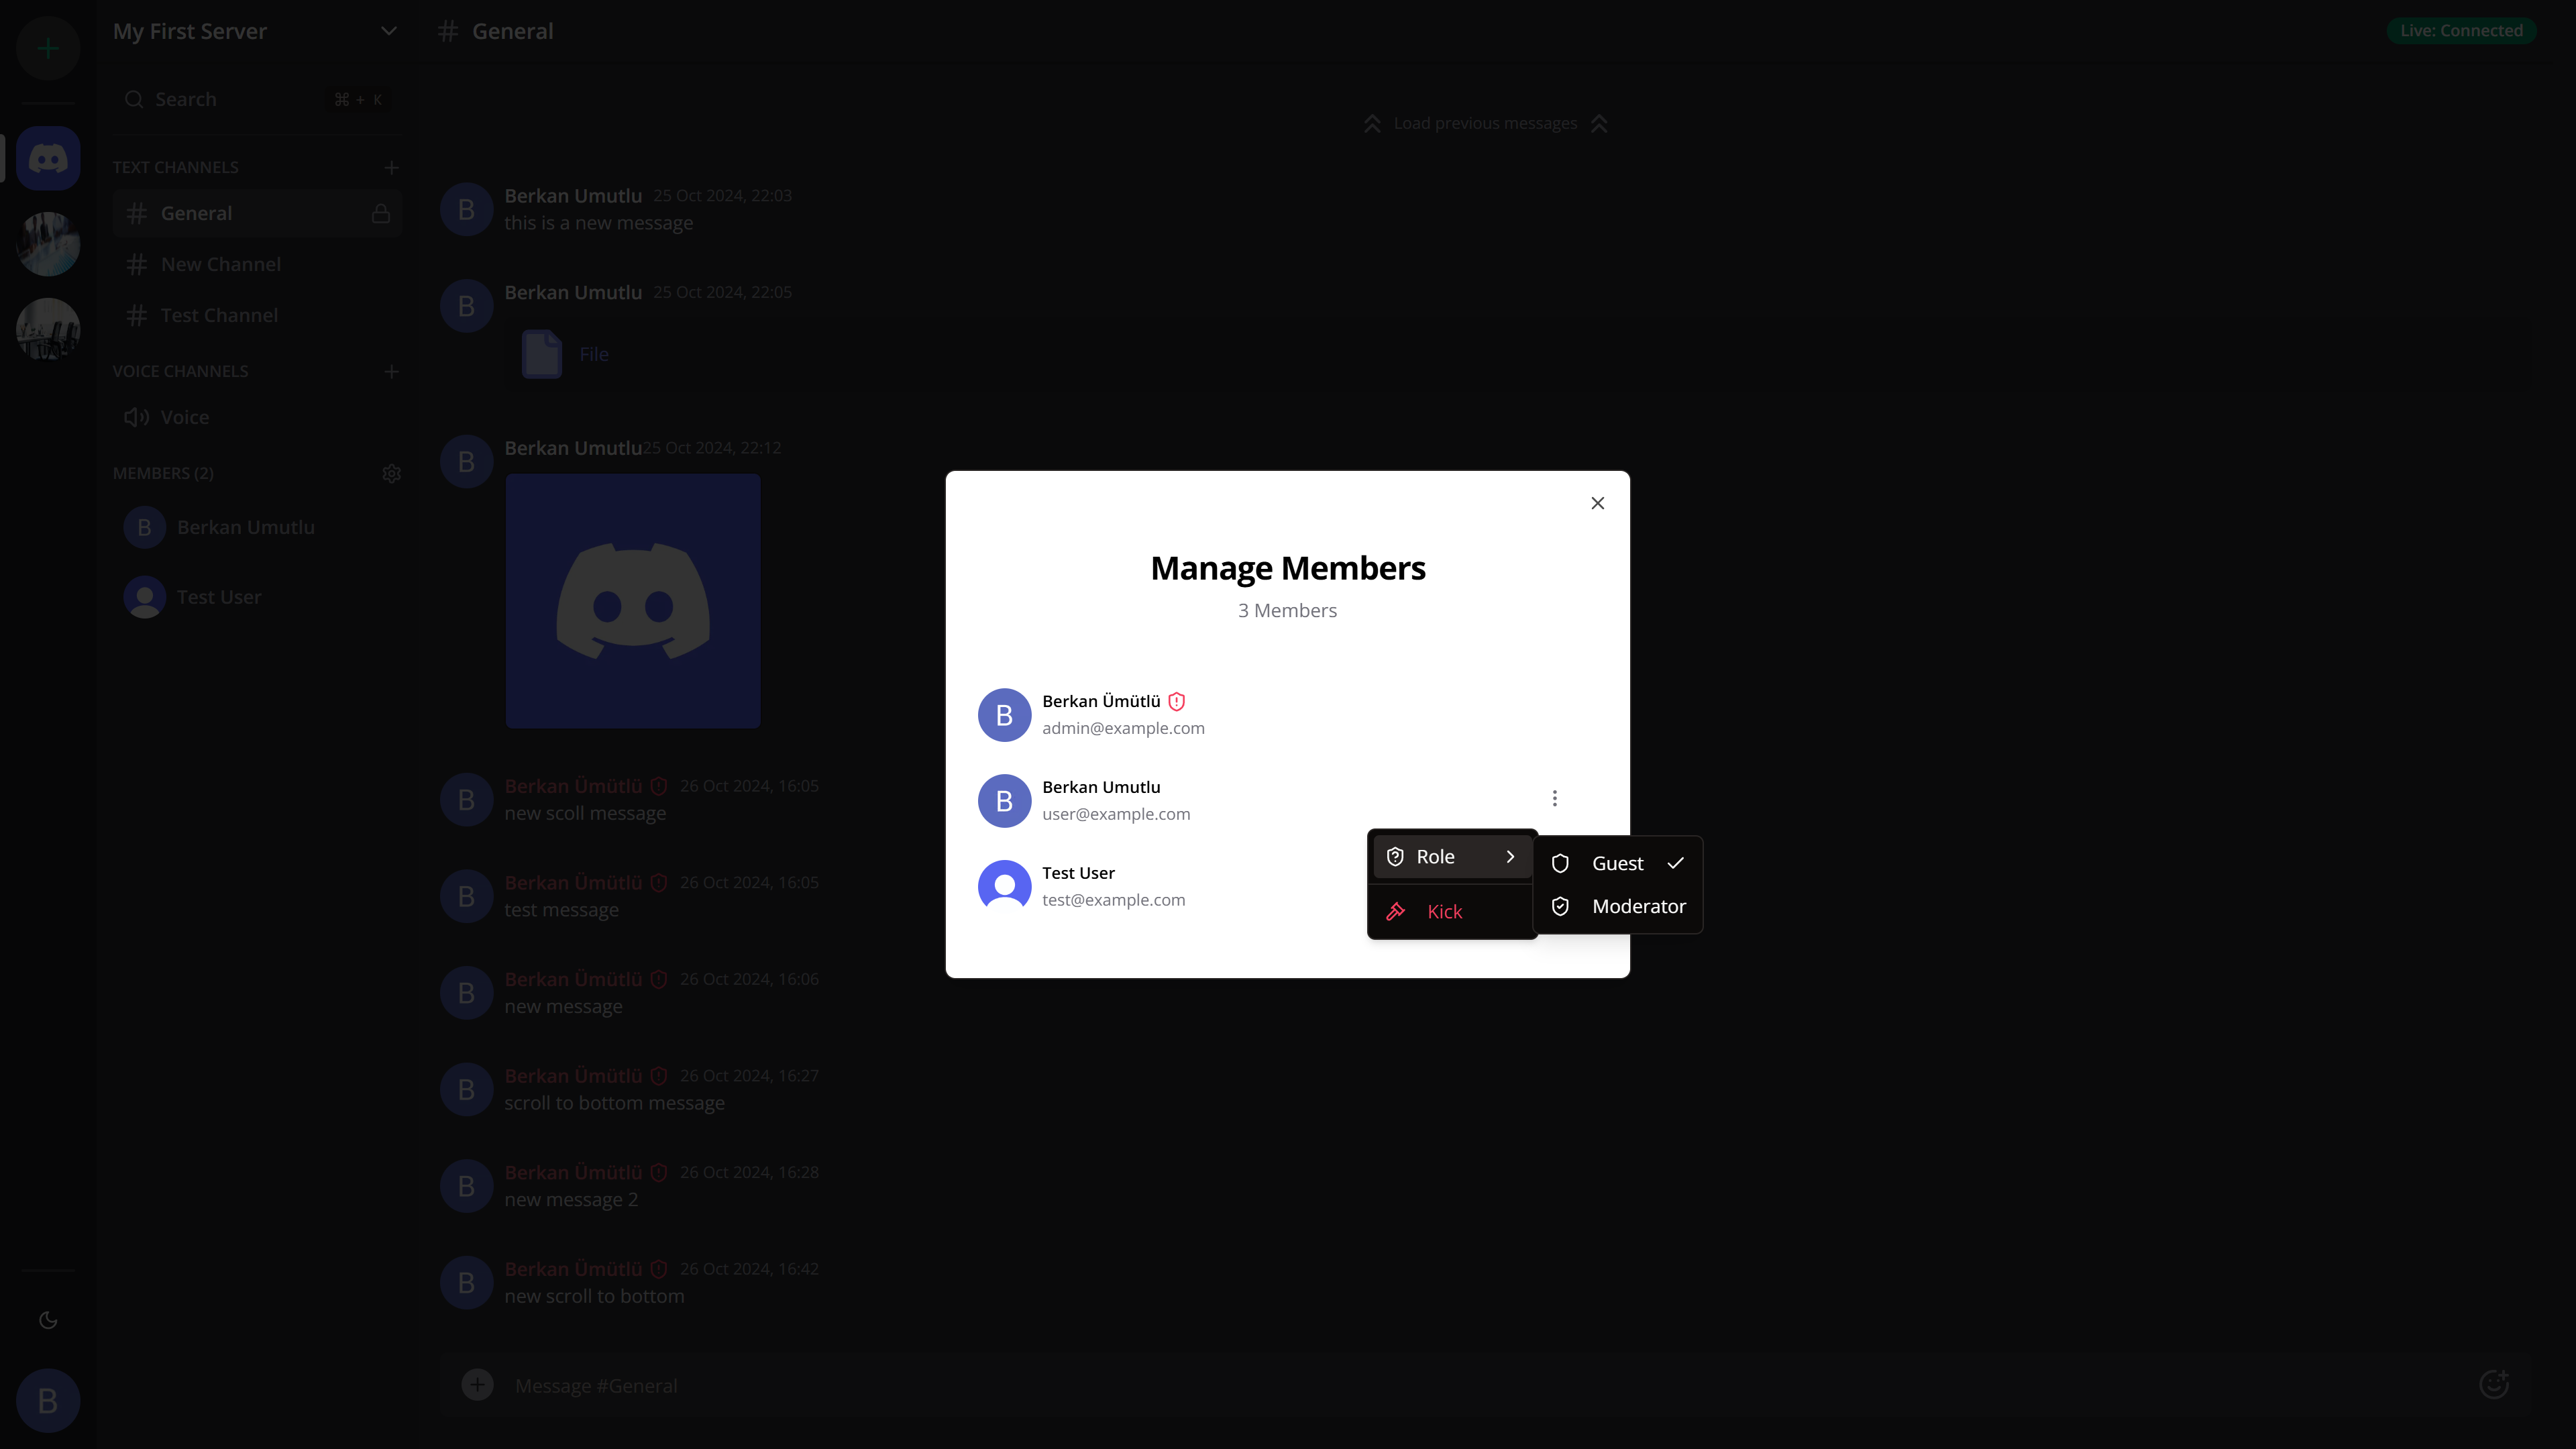 My First Server
Search
⌘ + K
TEXT CHANNELS
General
New Channel
Test Channel
VOICE CHANNELS
Voice
MEMBERS (2)
B Berkan Umutlu
Test User
B
General
Live: Connected
Load previous messages
B
Berkan Umutlu 25 Oct 2024, 22:03
this is a new message
B
Berkan Umutlu 25 Oct 2024, 22:05
File
B
Berkan Umutlu25 Oct 2024, 22:12
B
Berkan Ümütlü 26 Oct 2024, 16:05
new scoll message
B
Berkan Ümütlü 26 Oct 2024, 16:05
test message
B
Berkan Ümütlü 26 Oct 2024, 16:06
new message
B
Berkan Ümütlü 26 Oct 2024, 16:27
scroll to bottom message
B
Berkan Ümütlü 26 Oct 2024, 16:28
new message 2
B
Berkan Ümütlü 26 Oct 2024, 16:42
new scroll to bottom
Message #General
Manage Members
3 Members
B
Berkan Ümütlü
admin@example.com
B
Berkan Umutlu
user@example.com
Test User
test@example.com
Role
Kick
Guest
Moderator